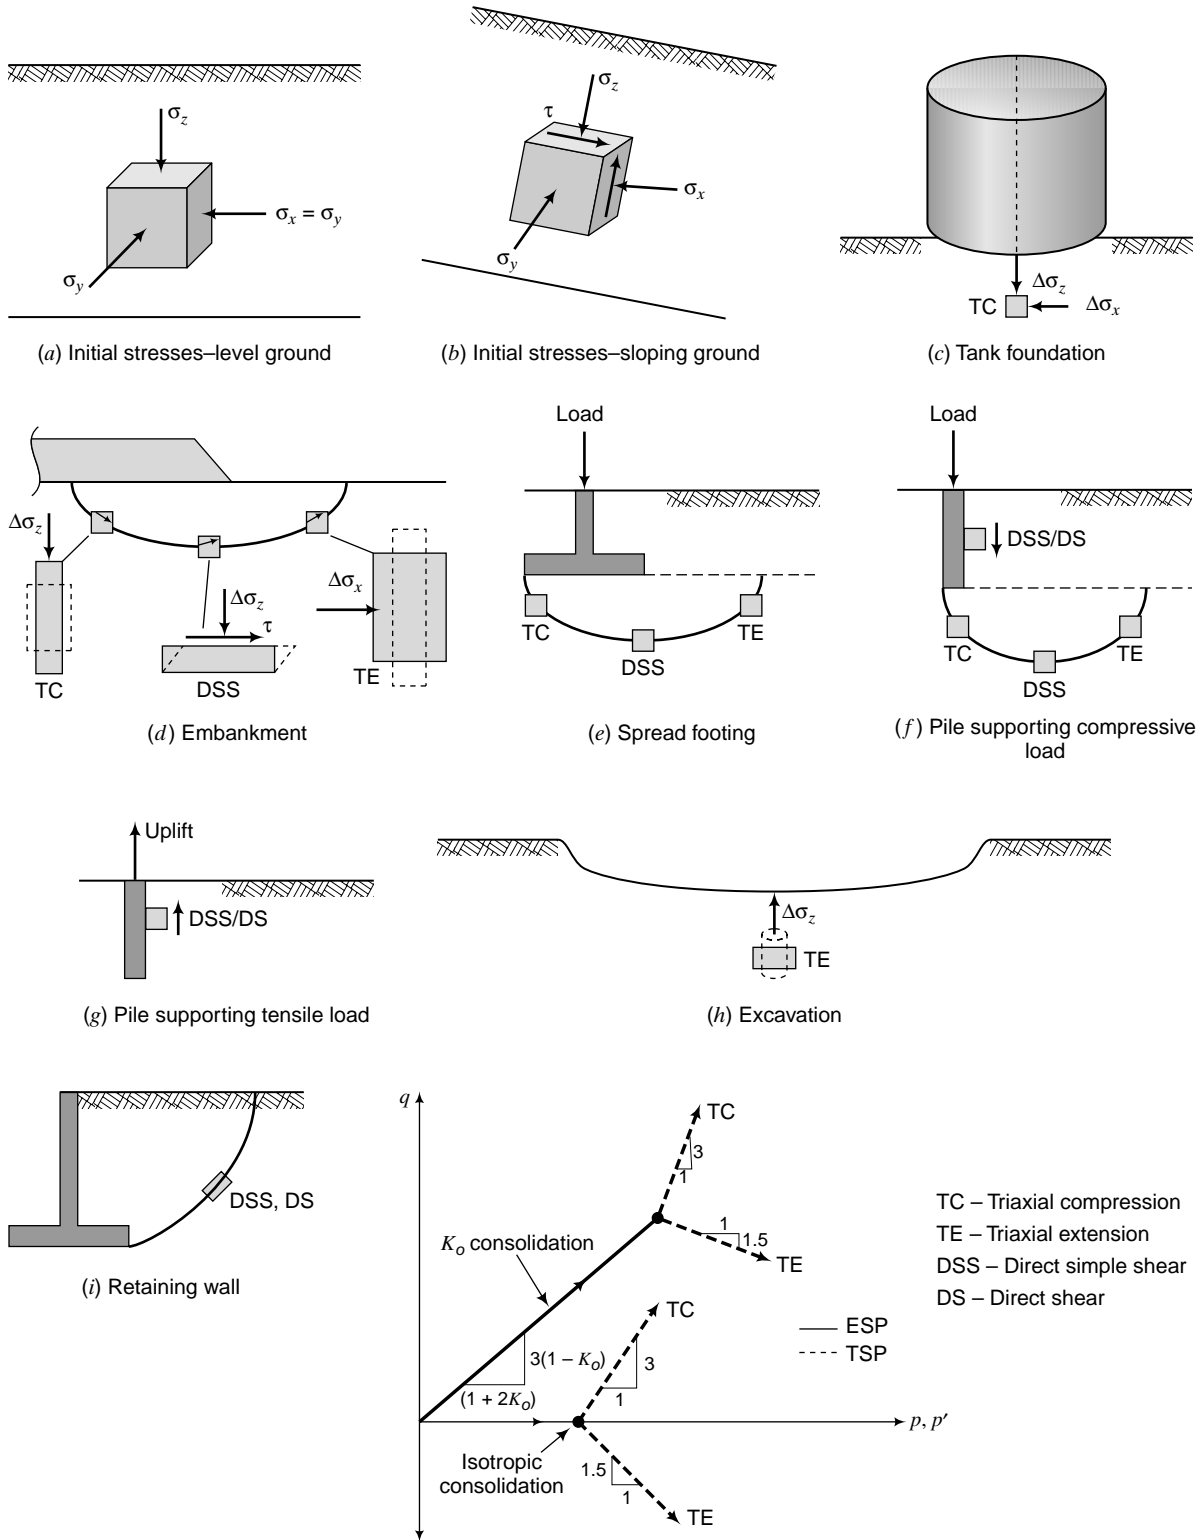 σz
σx = σy
σy
(a) Initial stresses–level ground
σz
τ
σx
σy
(b) Initial stresses–sloping ground
Δσz
TC
Δσx
(c) Tank foundation
Δσz
TC
Δσz
τ
DSS
Δσx
TE
(d) Embankment
Load
TC
TE
DSS
(e) Spread footing
Load
DSS/DS
TC
TE
DSS
(f) Pile supporting compressive
load
Uplift
DSS/DS
(g) Pile supporting tensile load
Δσz
TE
(h) Excavation
DSS, DS
(i) Retaining wall
q
TC
3
1
1
1.5
TE
Ko consolidation
TC
3
1
3(1 – Ko)
(1 + 2Ko)
p, p′
Isotropic
consolidation
1.5
1
TE
TC – Triaxial compression
TE – Triaxial extension
DSS – Direct simple shear
DS – Direct shear
ESP
TSP